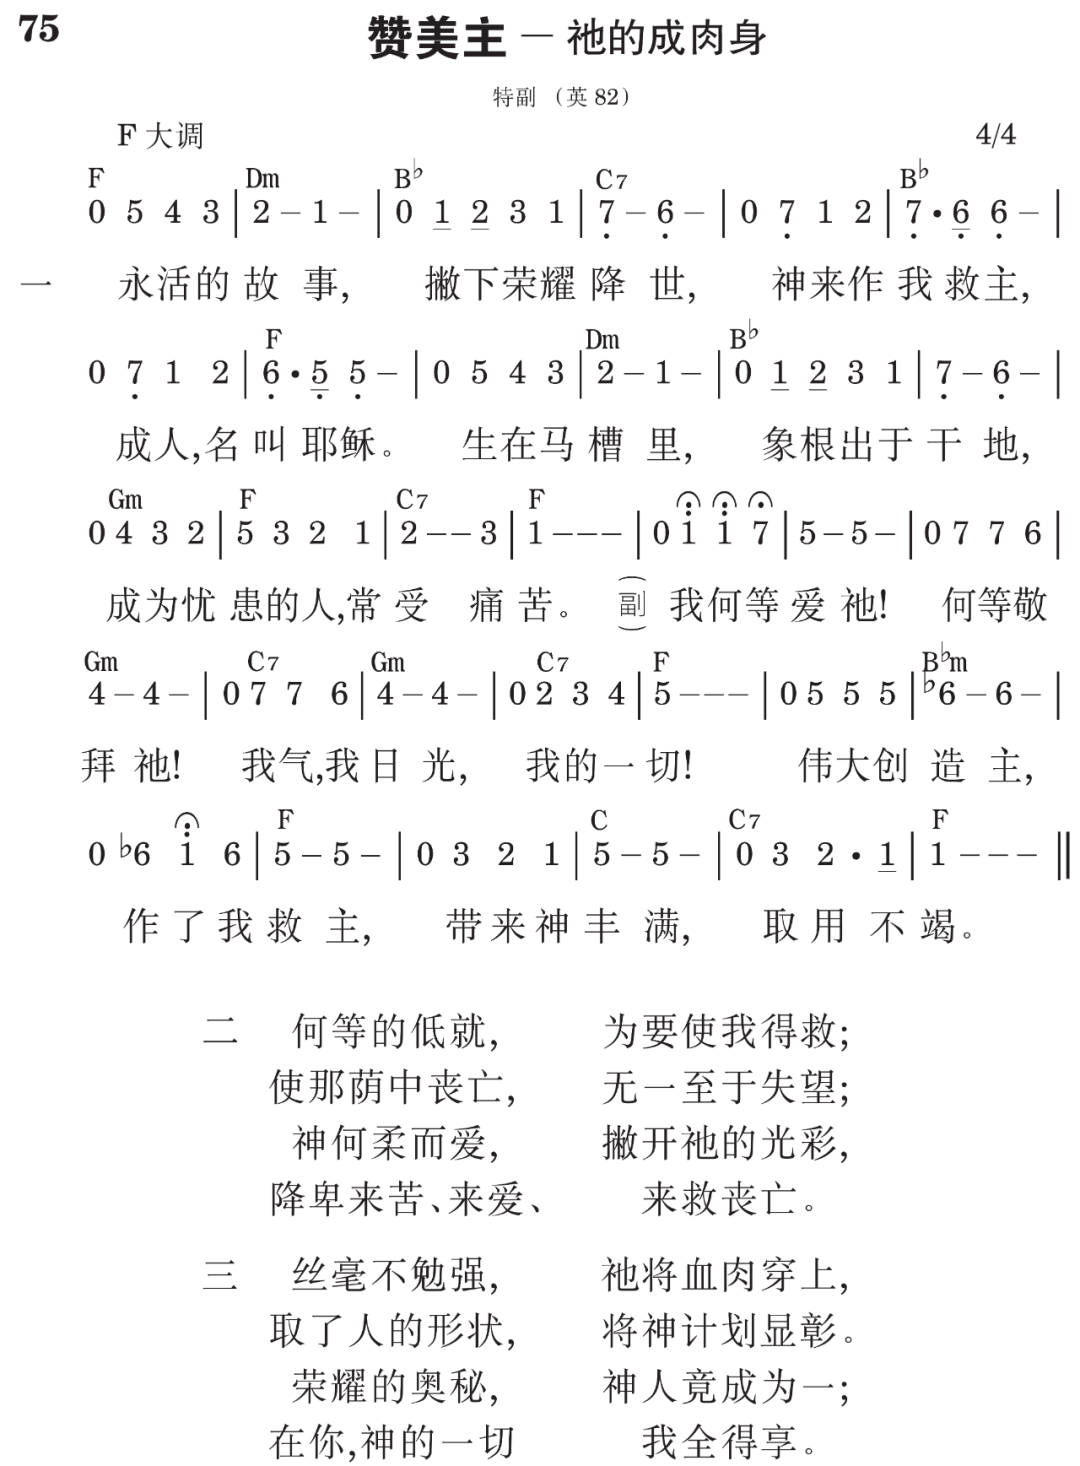 75
赞美主 — 祂的成肉身
特副 （英 82）
F 大调 4/4
F Dm B♭ C7 B♭
0 5 4 3 | 2 – 1 – | 0 1 2 3 1 | 7 – 6 – | 0 7 1 2 | 7 • 6 6 – |
一 永活的故事, 撇下荣耀降世, 神来作我救主,
F Dm B♭
0 7 1 2 | 6 • 5 5 – | 0 5 4 3 | 2 – 1 – | 0 1 2 3 1 | 7 – 6 – |
成人,名叫耶稣。 生在马槽里, 象根出于干地,
Gm F C7 F
0 4 3 2 | 5 3 2 1 | 2 – – 3 | 1 – – – | 0 1 1 7 | 5 – 5 – | 0 7 7 6 |
成为忧患的人,常受痛苦。（副）我何等爱祂! 何等敬
Gm C7 Gm C7 F B♭m
4 – 4 – | 0 7 7 6 | 4 – 4 – | 0 2 3 4 | 5 – – – | 0 5 5 5 | ♭6 – 6 – |
拜祂! 我气,我日光, 我的一切! 伟大创造主,
F C C7 F
0 ♭6 1 6 | 5 – 5 – | 0 3 2 1 | 5 – 5 – | 0 3 2 • 1 | 1 – – – ‖
作了我救主, 带来神丰满, 取用不竭。
二 何等的低就, 为要使我得救;
使那荫中丧亡, 无一至于失望;
神何柔而爱, 撇开祂的光彩,
降卑来苦、来爱、 来救丧亡。
三 丝毫不勉强, 祂将血肉穿上,
取了人的形状, 将神计划显彰。
荣耀的奥秘, 神人竟成为一;
在你,神的一切 我全得享。